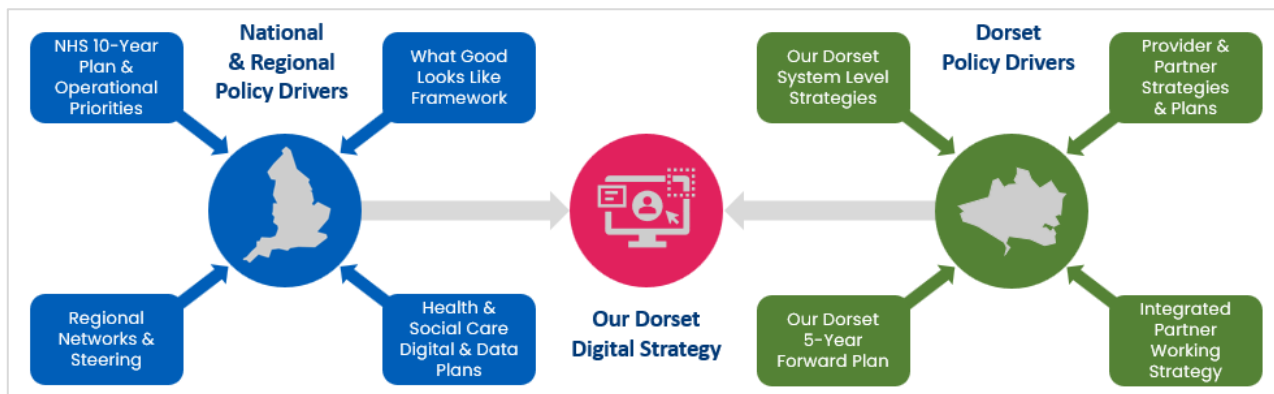 NHS 10-Year
Plan &
Operational
Priorities
National
& Regional
Policy Drivers
What Good
Looks Like
Framework
Regional
Networks &
Steering
Health &
Social Care
Digital & Data
Plans
Our Dorset
Digital Strategy
Our Dorset
System Level
Strategies
Dorset
Policy Drivers
Provider &
Partner
Strategies
& Plans
Our Dorset
5-Year
Forward Plan
Integrated
Partner
Working
Strategy